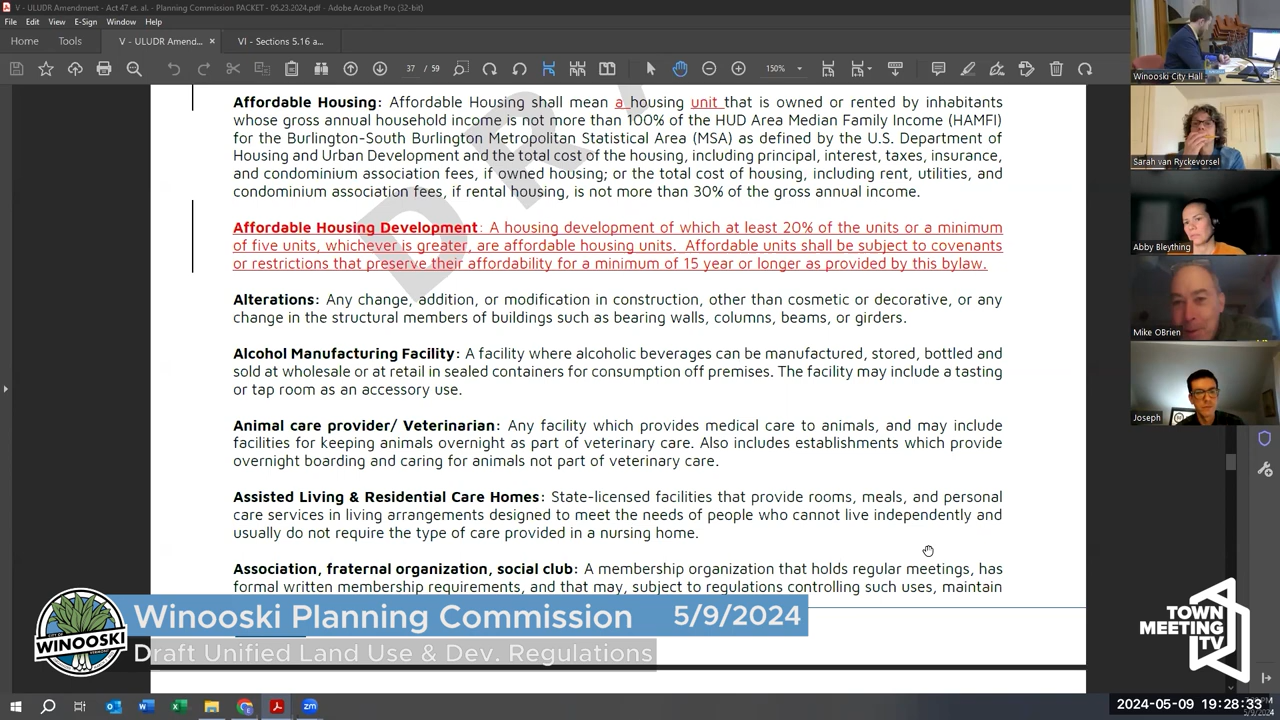 V - ULUDR Amendment - Act 47 et. al. - Planning Commission PACKET - 05.23.2024.pdf - Adobe Acrobat Pro (32-bit)
File Edit View E-Sign Window Help
Home Tools V - ULUDR Amend... × VI - Sections 5.16 a...
37 / 59 150%
Affordable Housing: Affordable Housing shall mean a housing unit that is owned or rented by inhabitants
whose gross annual household income is not more than 100% of the HUD Area Median Family Income (HAMFI)
for the Burlington-South Burlington Metropolitan Statistical Area (MSA) as defined by the U.S. Department of
Housing and Urban Development and the total cost of the housing, including principal, interest, taxes, insurance,
and condominium association fees, if owned housing; or the total cost of housing, including rent, utilities, and
condominium association fees, if rental housing, is not more than 30% of the gross annual income.
Affordable Housing Development: A housing development of which at least 20% of the units or a minimum
of five units, whichever is greater, are affordable housing units. Affordable units shall be subject to covenants
or restrictions that preserve their affordability for a minimum of 15 year or longer as provided by this bylaw.
Alterations: Any change, addition, or modification in construction, other than cosmetic or decorative, or any
change in the structural members of buildings such as bearing walls, columns, beams, or girders.
Alcohol Manufacturing Facility: A facility where alcoholic beverages can be manufactured, stored, bottled and
sold at wholesale or at retail in sealed containers for consumption off premises. The facility may include a tasting
or tap room as an accessory use.
Animal care provider/ Veterinarian: Any facility which provides medical care to animals, and may include
facilities for keeping animals overnight as part of veterinary care. Also includes establishments which provide
overnight boarding and caring for animals not part of veterinary care.
Assisted Living & Residential Care Homes: State-licensed facilities that provide rooms, meals, and personal
care services in living arrangements designed to meet the needs of people who cannot live independently and
usually do not require the type of care provided in a nursing home.
Association, fraternal organization, social club: A membership organization that holds regular meetings, has
formal written membership requirements, and that may, subject to regulations controlling such uses, maintain
DR
Winooski City Hall
Sarah van Ryckevorsel
Abby Bleything
Mike OBrien
Joseph
CITY OF
WINOOSKI
VERMONT
Winooski Planning Commission 5/9/2024
Draft Unified Land Use & Dev. Regulations
TOWN
MEETING
TV
2024-05-09 19:28:33